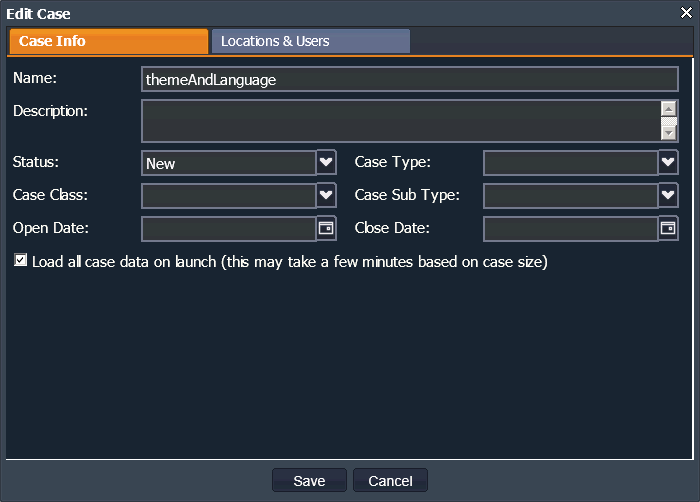 Edit Case
Case Info Locations & Users
Name: themeAndLanguage
Description:
Status: New Case Type:
Case Class: Case Sub Type:
Open Date: Close Date:
Load all case data on launch (this may take a few minutes based on case size)
Save Cancel